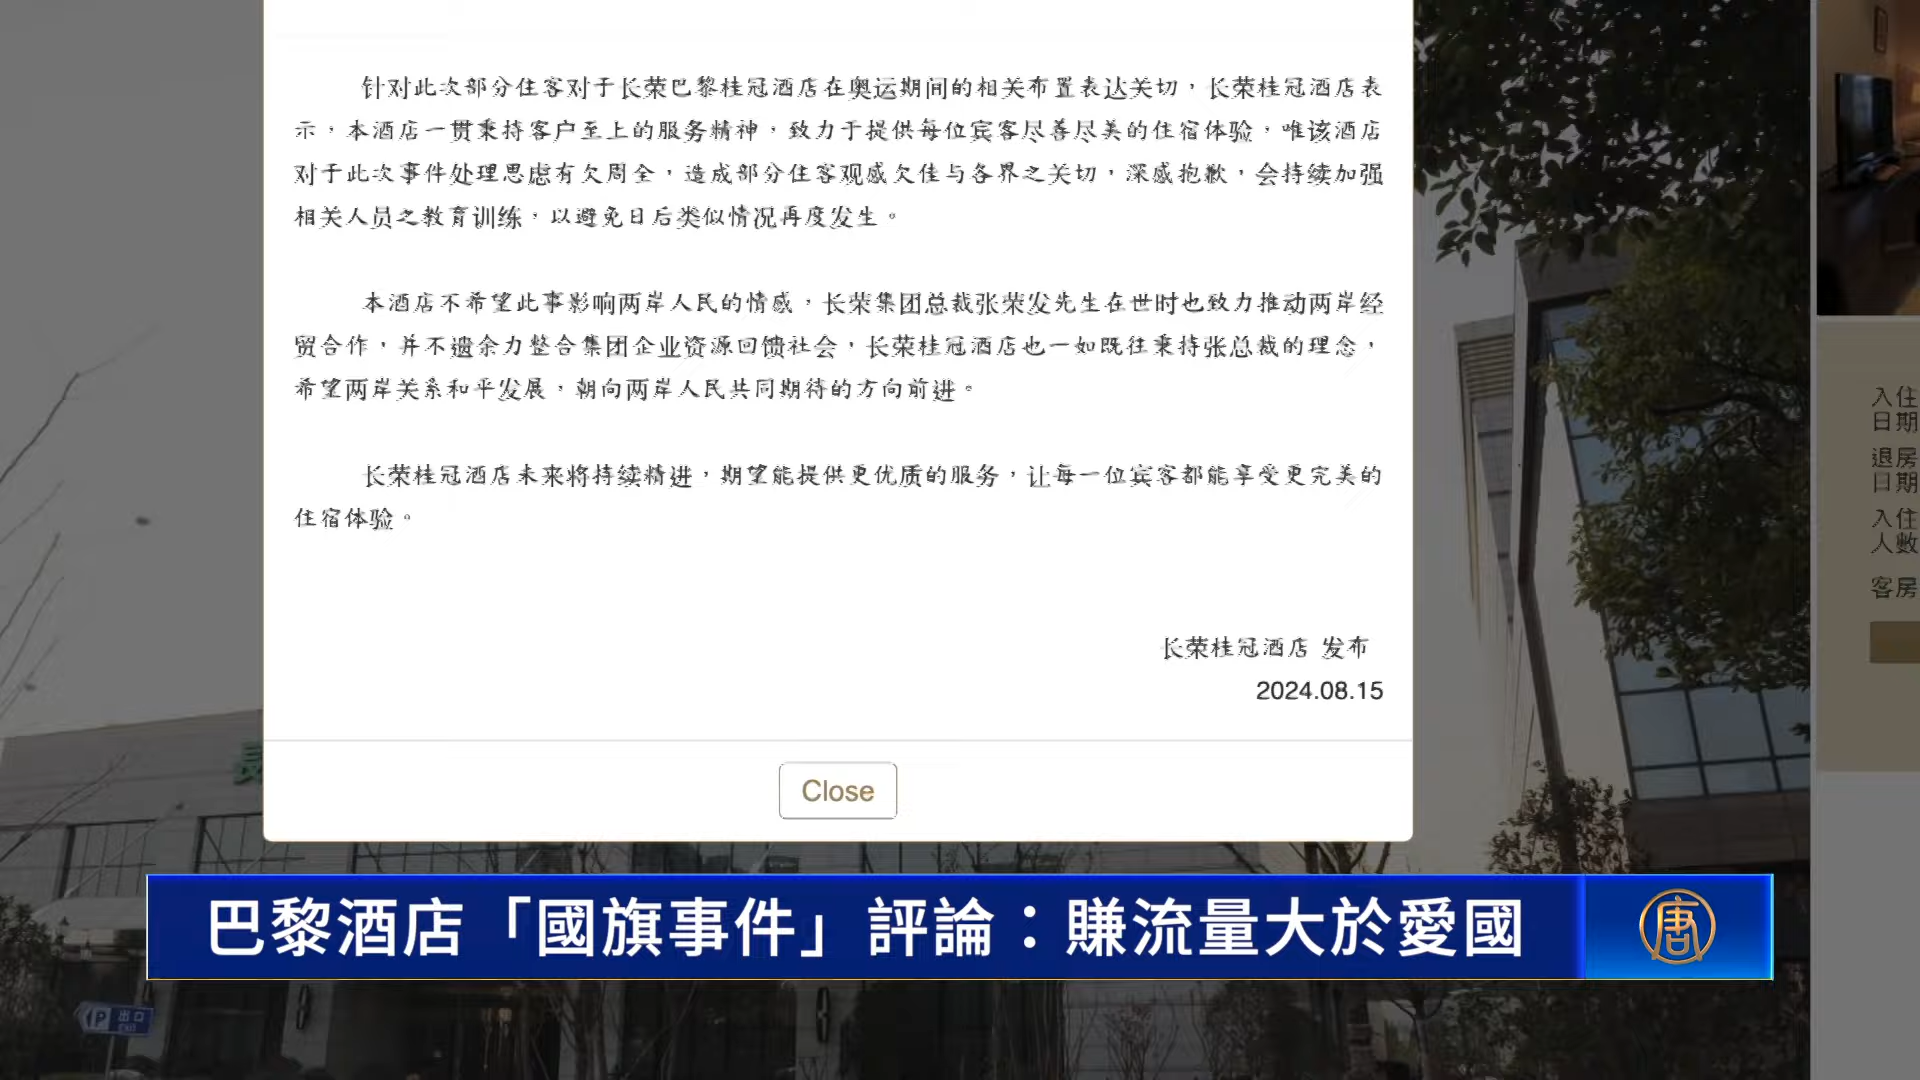 针对此次部分住客对于长荣巴黎桂冠酒店在奥运期间的相关布置表达关切，长荣桂冠酒店表
示，本酒店一贯秉持客户至上的服务精神，致力于提供每位宾客尽善尽美的住宿体验，唯该酒店
对于此次事件处理思虑有欠周全，造成部分住客观感欠佳与各界之关切，深感抱歉，会持续加强
相关人员之教育训练，以避免日后类似情况再度发生。
本酒店不希望此事影响两岸人民的情感，长荣集团总裁张荣发先生在世时也致力推动两岸经
贸合作，并不遗余力整合集团企业资源回馈社会，长荣桂冠酒店也一如既往秉持张总裁的理念，
希望两岸关系和平发展，朝向两岸人民共同期待的方向前进。
长荣桂冠酒店未来将持续精进，期望能提供更优质的服务，让每一位宾客都能享受更完美的
住宿体验。
长荣桂冠酒店 发布
2024.08.15
Close
入住
日期
退房
日期
入住
人數
客房
巴黎酒店「國旗事件」評論：賺流量大於愛國
唐
P 出口
Exit